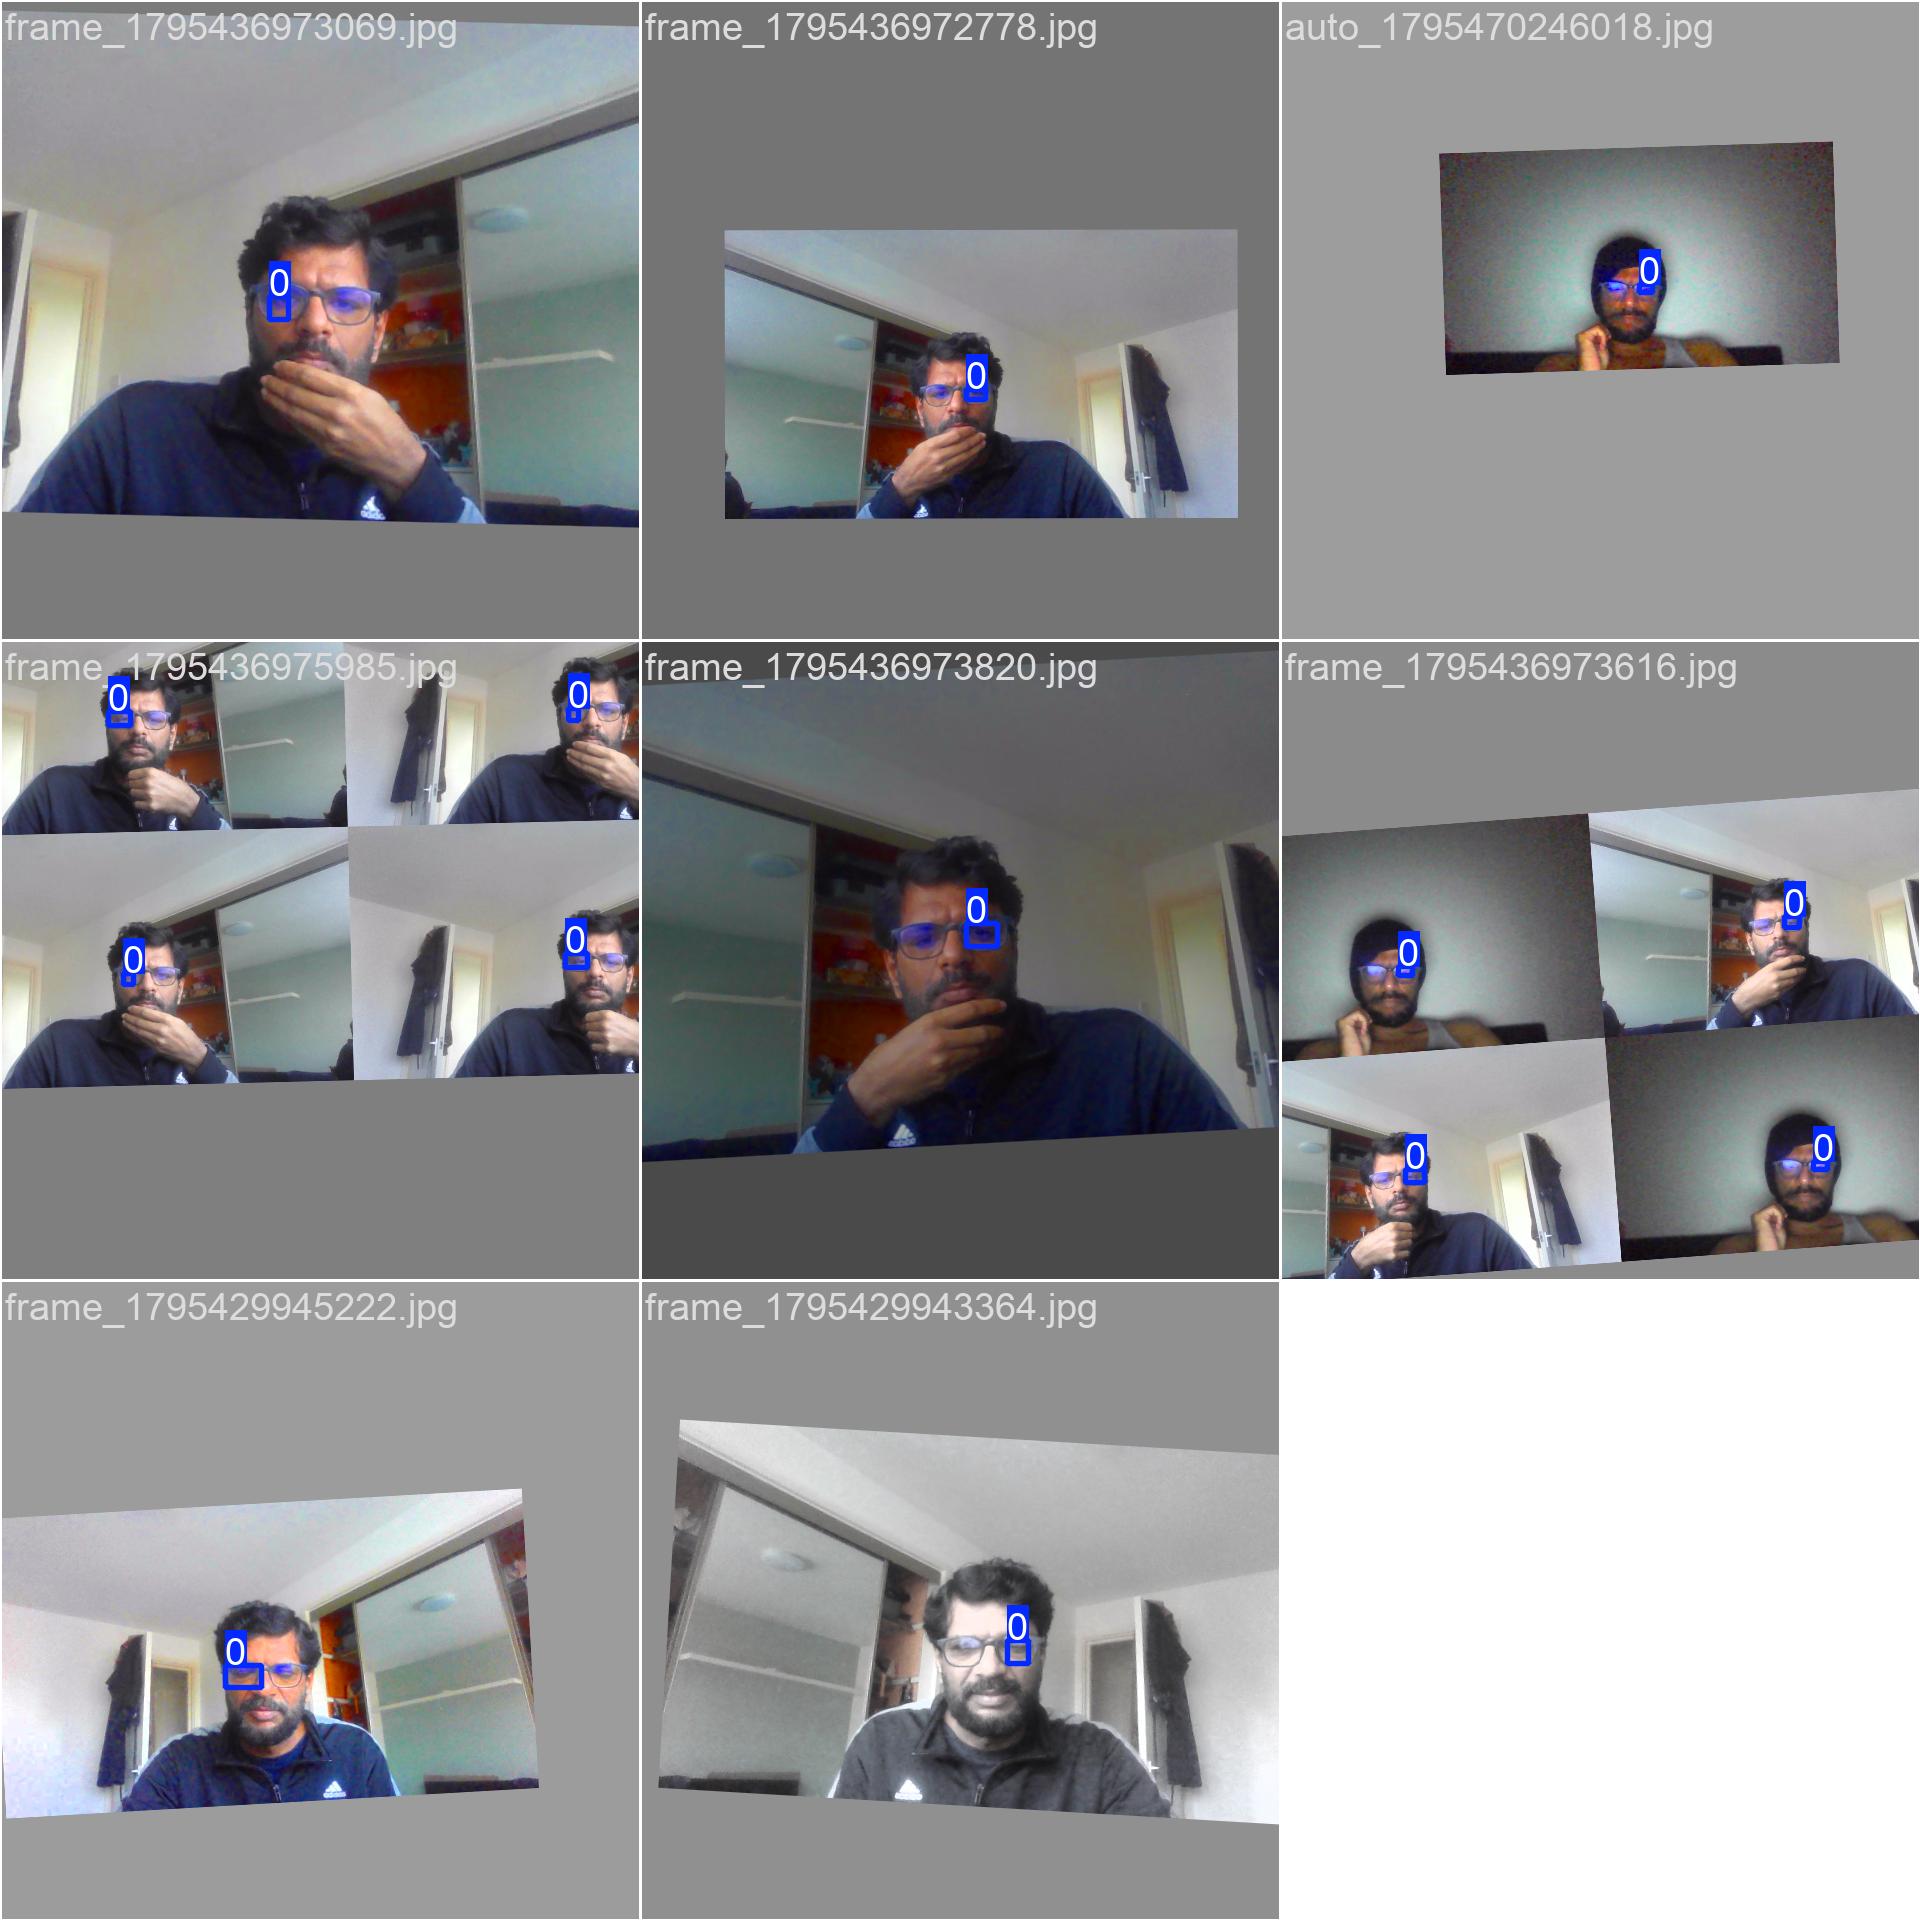 frame_1795436973069.jpg
0
frame_1795436972778.jpg
0
auto_1795470246018.jpg
0
frame_1795436975985.jpg
0
0
0
0
frame_1795436973820.jpg
0
frame_1795436973616.jpg
0
0
0
0
frame_1795429945222.jpg
0
frame_1795429943364.jpg
0